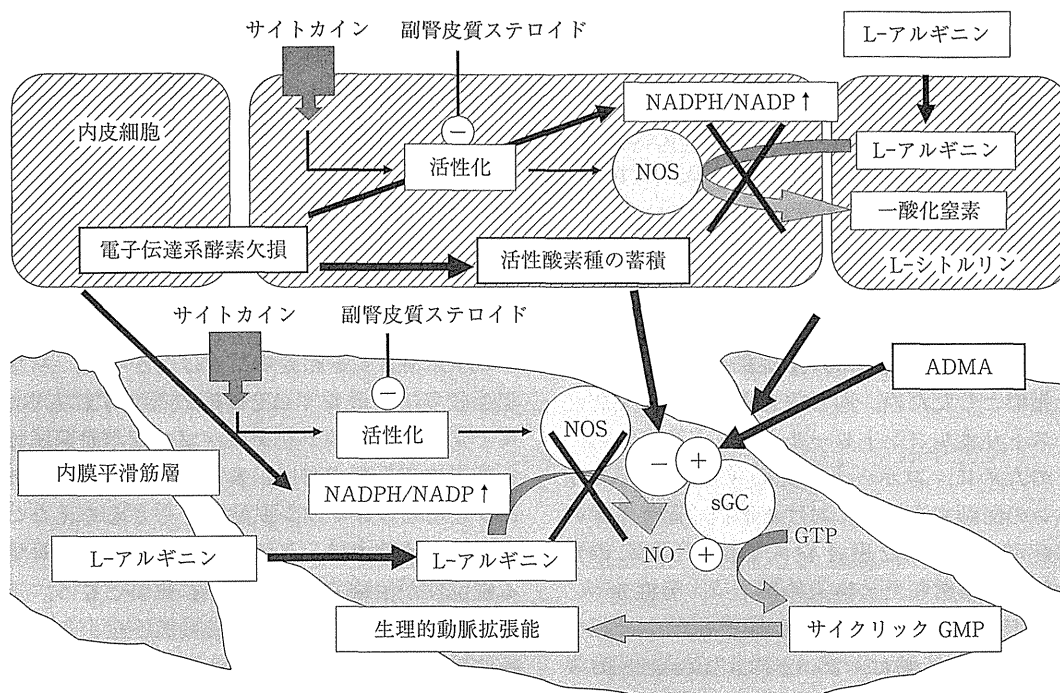 サイトカイン
副腎皮質ステロイド
L-アルギニン
NADPH/NADP↑
内皮細胞
−
活性化
NOS
L-アルギニン
一酸化窒素
電子伝達系酵素欠損
活性酸素種の蓄積
L-シトルリン
サイトカイン
副腎皮質ステロイド
ADMA
−
活性化
NOS
内膜平滑筋層
−
+
NADPH/NADP↑
sGC
L-アルギニン
L-アルギニン
NO⁻
+
GTP
生理的動脈拡張能
サイクリック GMP